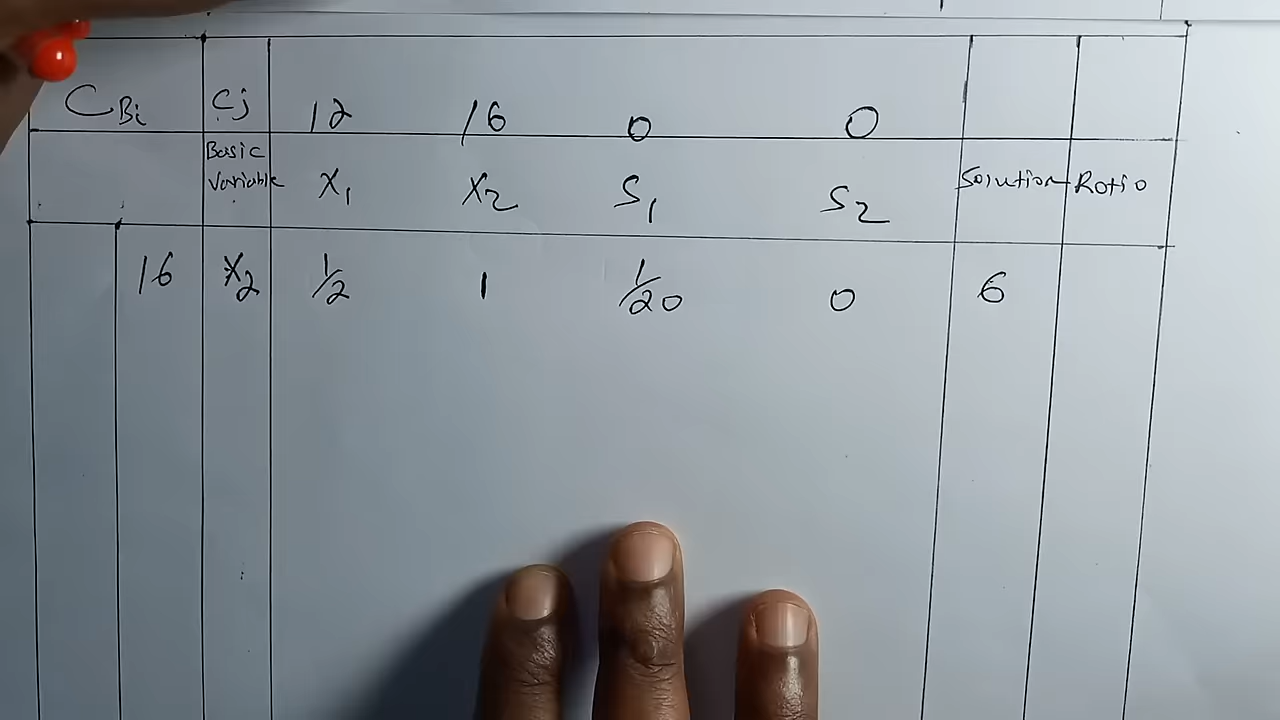 CBi Cj 12 16 0 0
Basic Variable X1 X2 S1 S2 Solution Ratio
16 X2 1/2 1 1/20 0 6